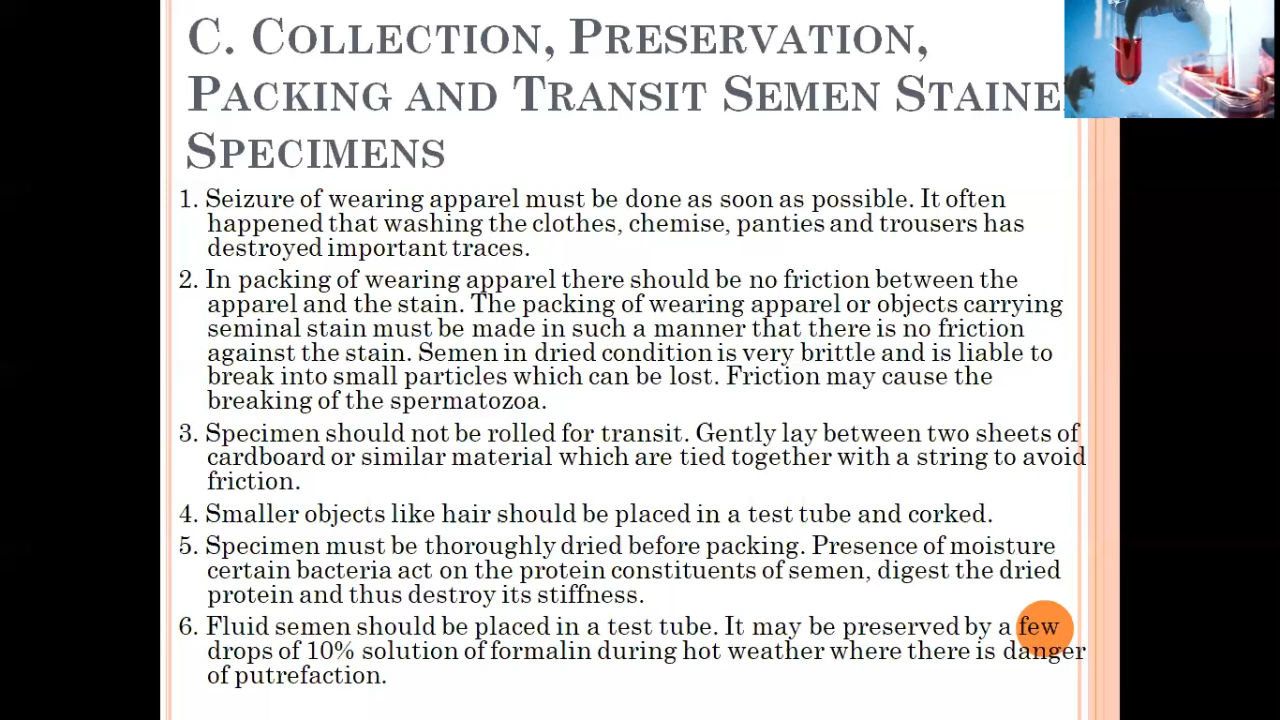 C. Collection, Preservation,
Packing and Transit Semen Staine
Specimens
1. Seizure of wearing apparel must be done as soon as possible. It often
happened that washing the clothes, chemise, panties and trousers has
destroyed important traces.
2. In packing of wearing apparel there should be no friction between the
apparel and the stain. The packing of wearing apparel or objects carrying
seminal stain must be made in such a manner that there is no friction
against the stain. Semen in dried condition is very brittle and is liable to
break into small particles which can be lost. Friction may cause the
breaking of the spermatozoa.
3. Specimen should not be rolled for transit. Gently lay between two sheets of
cardboard or similar material which are tied together with a string to avoid
friction.
4. Smaller objects like hair should be placed in a test tube and corked.
5. Specimen must be thoroughly dried before packing. Presence of moisture
certain bacteria act on the protein constituents of semen, digest the dried
protein and thus destroy its stiffness.
6. Fluid semen should be placed in a test tube. It may be preserved by a few
drops of 10% solution of formalin during hot weather where there is danger
of putrefaction.